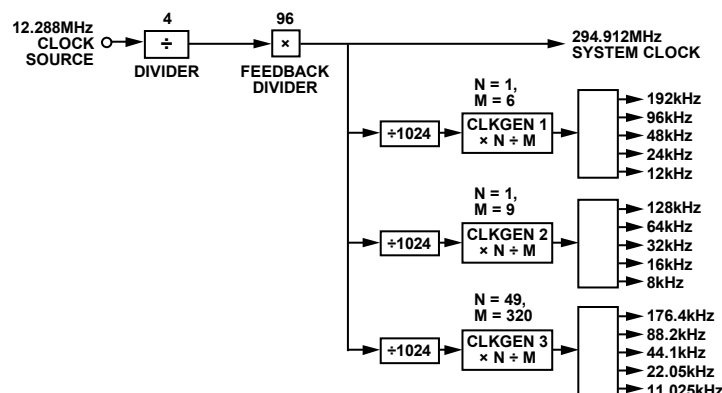 12.288MHz
CLOCK
SOURCE
4
÷
DIVIDER
96
×
FEEDBACK
DIVIDER
294.912MHz
SYSTEM CLOCK
N = 1,
M = 6
÷1024
CLKGEN 1
× N ÷ M
192kHz
96kHz
48kHz
24kHz
12kHz
N = 1,
M = 9
÷1024
CLKGEN 2
× N ÷ M
128kHz
64kHz
32kHz
16kHz
8kHz
N = 49,
M = 320
÷1024
CLKGEN 3
× N ÷ M
176.4kHz
88.2kHz
44.1kHz
22.05kHz
11.025kHz